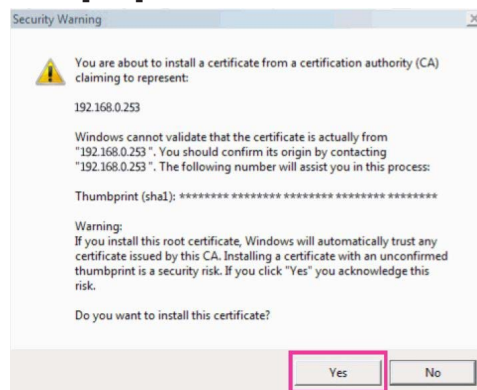 Security Warning
You are about to install a certificate from a certification authority (CA)
claiming to represent:
192.168.0.253
Windows cannot validate that the certificate is actually from
"192.168.0.253 ". You should confirm its origin by contacting
"192.168.0.253 ". The following number will assist you in this process:
Thumbprint (sha1): ******** ******** ******** ******** ********
Warning:
If you install this root certificate, Windows will automatically trust any
certificate issued by this CA. Installing a certificate with an unconfirmed
thumbprint is a security risk. If you click "Yes" you acknowledge this
risk.
Do you want to install this certificate?
Yes No